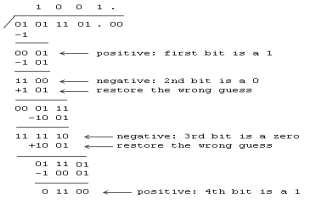 1 0 0 1 .
01 01 11 01 . 00
-1
00 01 positive: first bit is a 1
-1 01
11 00 negative: 2nd bit is a 0
+1 01 restore the wrong guess
00 01 11
-10 01
11 11 10 negative: 3rd bit is a zero
+10 01 restore the wrong guess
01 11 01
-1 00 01
0 11 00 positive: 4th bit is a 1